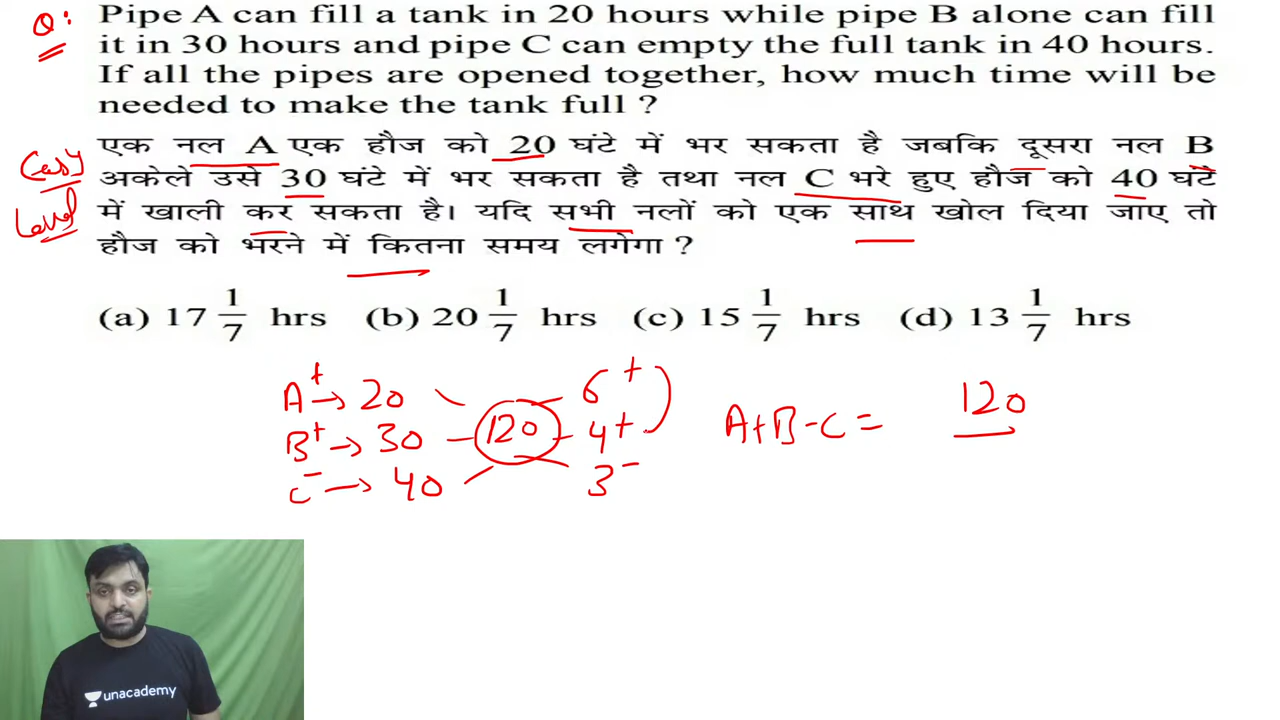 Q:
Pipe A can fill a tank in 20 hours while pipe B alone can fill
it in 30 hours and pipe C can empty the full tank in 40 hours.
If all the pipes are opened together, how much time will be
needed to make the tank full ?
एक नल A एक हौज को 20 घंटे में भर सकता है जबकि दूसरा नल B
अकेले उसे 30 घंटे में भर सकता है तथा नल C भरे हुए हौज को 40 घंटे
में खाली कर सकता है। यदि सभी नलों को एक साथ खोल दिया जाए तो
हौज को भरने में कितना समय लगेगा ?
(easy
level
(a) 17 1/7 hrs (b) 20 1/7 hrs (c) 15 1/7 hrs (d) 13 1/7 hrs
A+ → 20 120 6+
B+ → 30 4+
C- → 40 3-
A+B-C = 120
unacademy